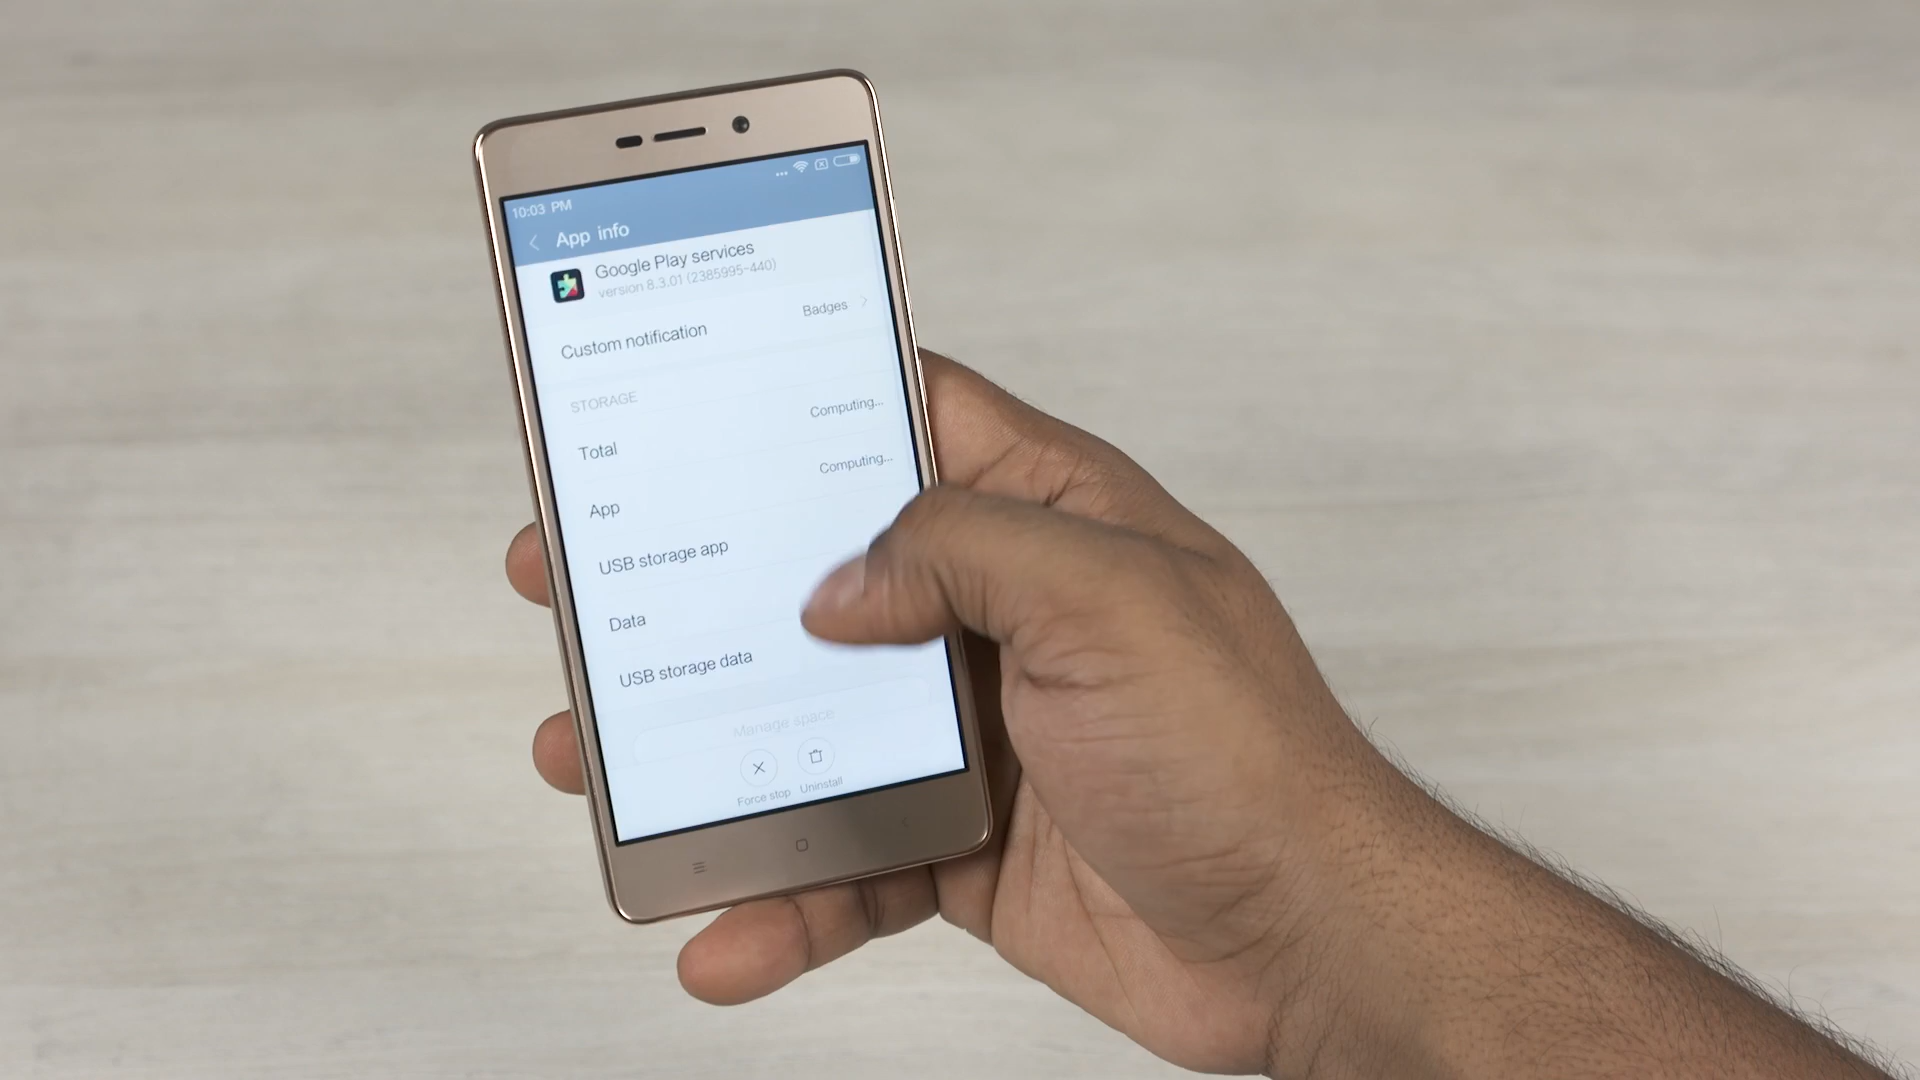 10:03 PM
App info
Google Play services
version 8.3.01 (2385995-440)
Custom notification
Badges
STORAGE
Total
Computing...
App
Computing...
USB storage app
Data
USB storage data
Manage space
Force stop
Uninstall